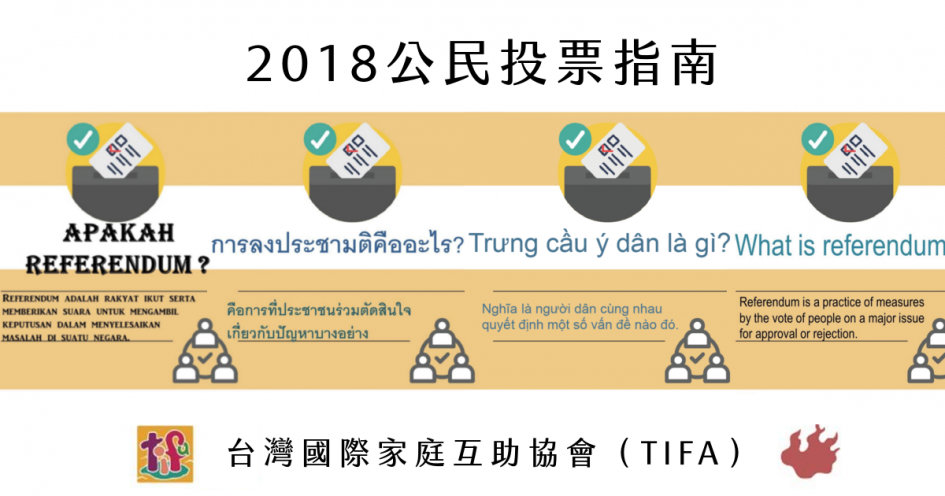 2018公民投票指南
APAKAH
REFERENDUM ?
REFERENDUM ADALAH RAKYAT IKUT SERTA
MEMBERIKAN SUARA UNTUK MENGAMBIL
KEPUTUSAN DALAM MENYELESAIKAN
MASALAH DI SUATU NEGARA.
การลงประชามติคืออะไร?
คือการที่ประชาชนร่วมตัดสินใจ
เกี่ยวกับปัญหาบางอย่าง
Trưng cầu ý dân là gì?
Nghĩa là người dân cùng nhau
quyết định một số vấn đề nào đó.
What is referendum
Referendum is a practice of measures
by the vote of people on a major issue
for approval or rejection.
tifa
台灣國際家庭互助協會（TIFA）